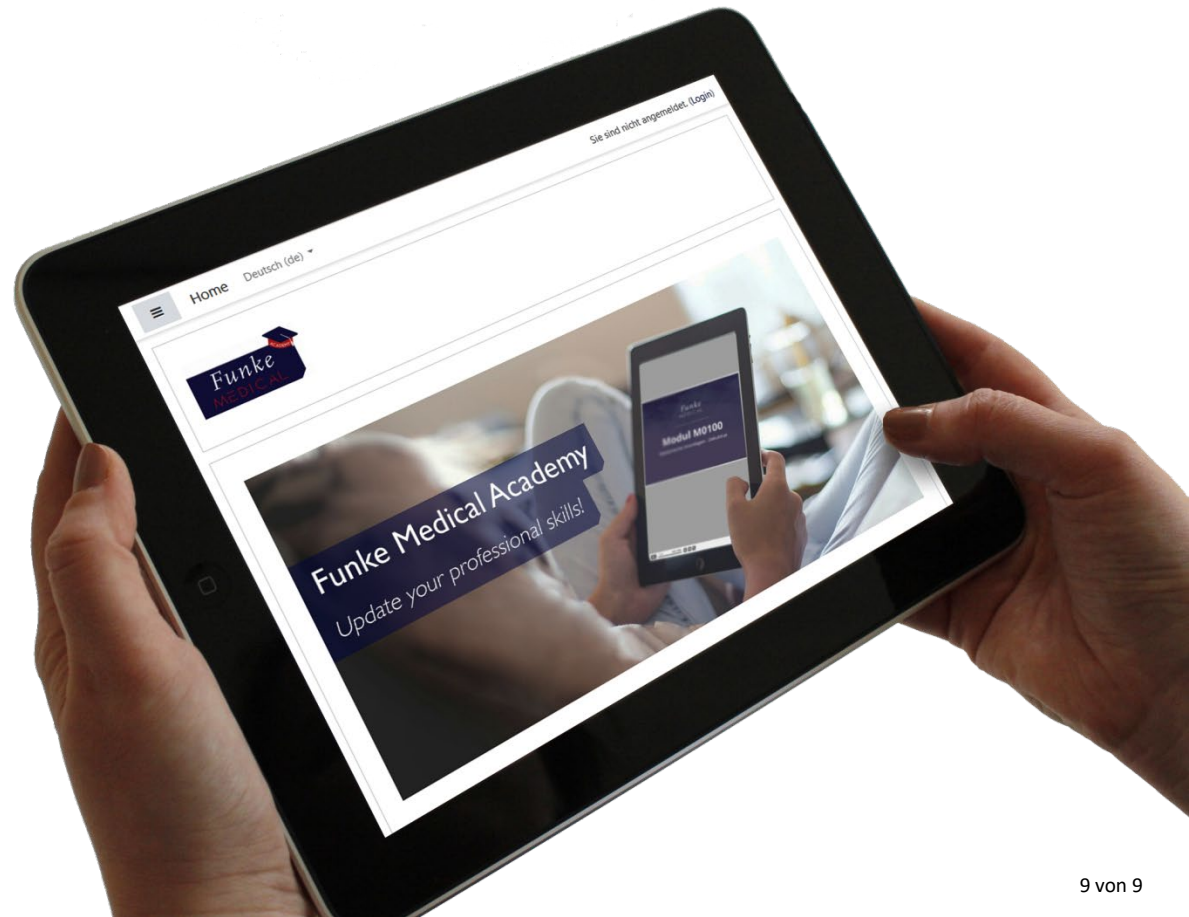 Sie sind nicht angemeldet. (Login)
Home Deutsch (de)
Funke
MEDICAL
Funke Medical Academy
Update your professional skills!
Funke
Modul M0100
9 von 9